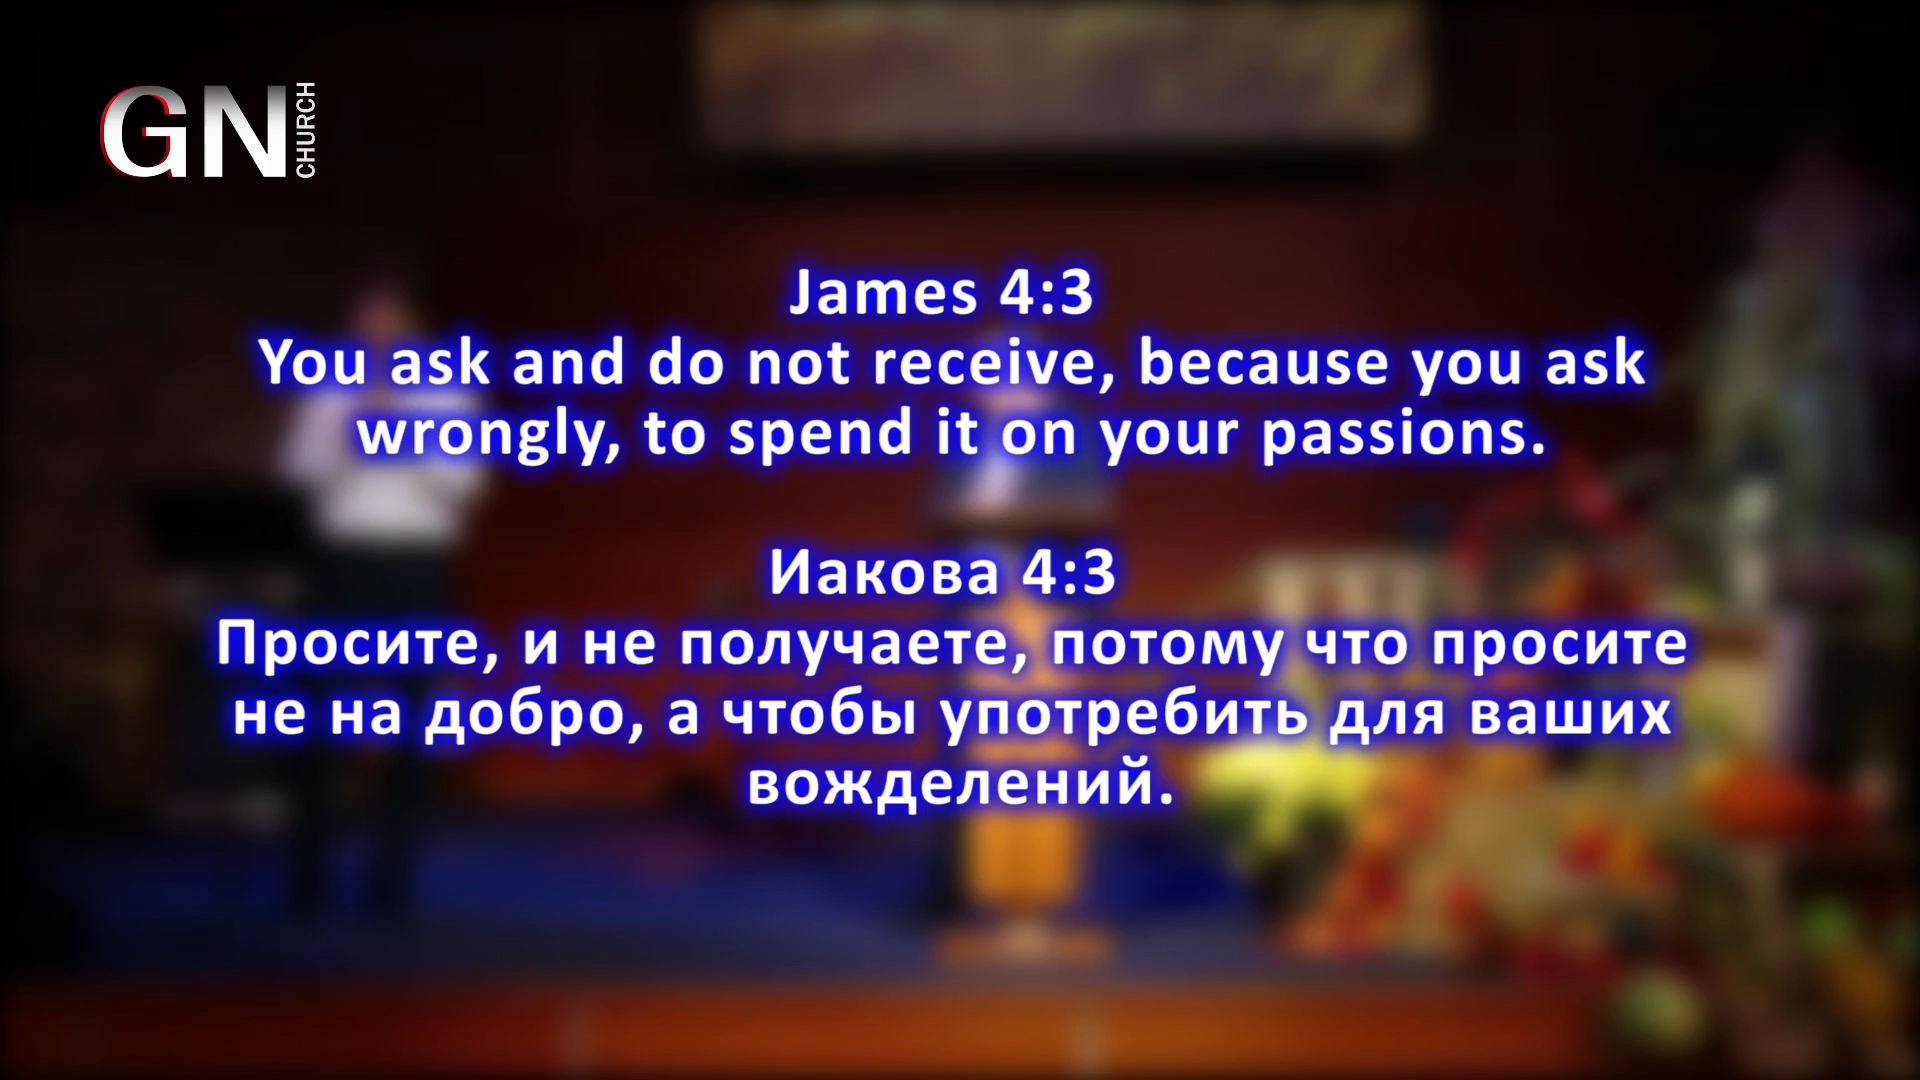 GN CHURCH
James 4:3
You ask and do not receive, because you ask
wrongly, to spend it on your passions.
Иакова 4:3
Просите, и не получаете, потому что просите
не на добро, а чтобы употребить для ваших
вожделений.